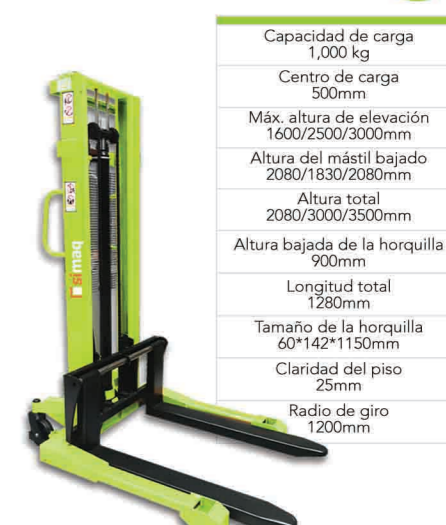 Capacidad de carga
1,000 kg
Centro de carga
500mm
Máx. altura de elevación
1600/2500/3000mm
Altura del mástil bajado
2080/1830/2080mm
Altura total
2080/3000/3500mm
Altura bajada de la horquilla
900mm
Longitud total
1280mm
Tamaño de la horquilla
60*142*1150mm
Claridad del piso
25mm
Radio de giro
1200mm
simaq